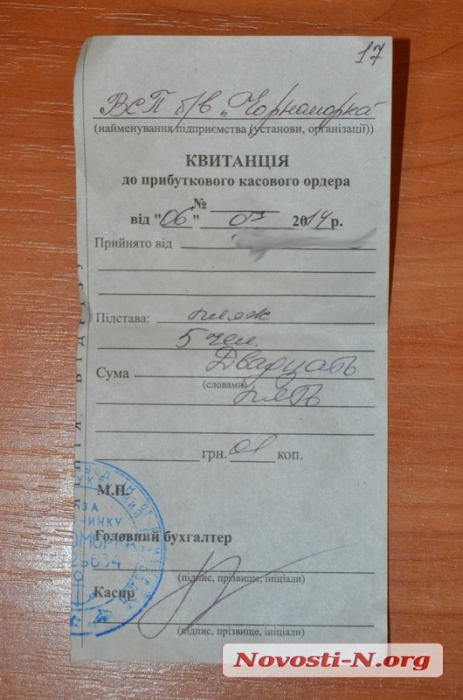 17
ВСП б/в „Чорноморка"
(найменування підприємства (установи, організації))
КВИТАНЦІЯ
до прибуткового касового ордера
№
від "06" 07 2014 р.
Прийнято від
Підстава: пляж
5 чел.
Сума Двадцать
(словами)
пять
грн. 01 коп.
М.П.
Головний бухгалтер
(підпис, прізвище, ініціали)
Касир
(підпис, прізвище, ініціали)
Novosti-N.org